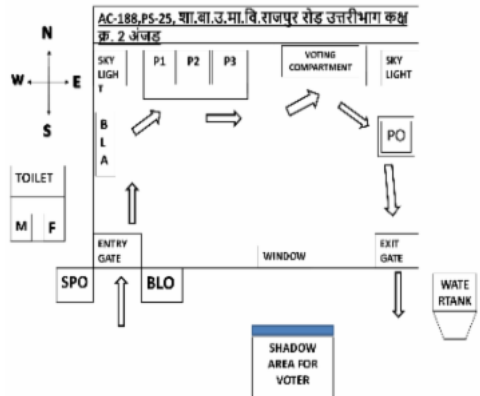 AC-188,PS-25, शा.बा.उ.मा.वि.राजपुर रोड़ उत्तरीभाग कक्ष
क्र. 2 अंजड़
N
W
E
S
SKY
LIGH
T
P1
P2
P3
VOTING
COMPARTMENT
SKY
LIGHT
B
L
A
PO
TOILET
M
F
ENTRY
GATE
WINDOW
EXIT
GATE
SPO
BLO
WATE
RTANK
SHADOW
AREA FOR
VOTER